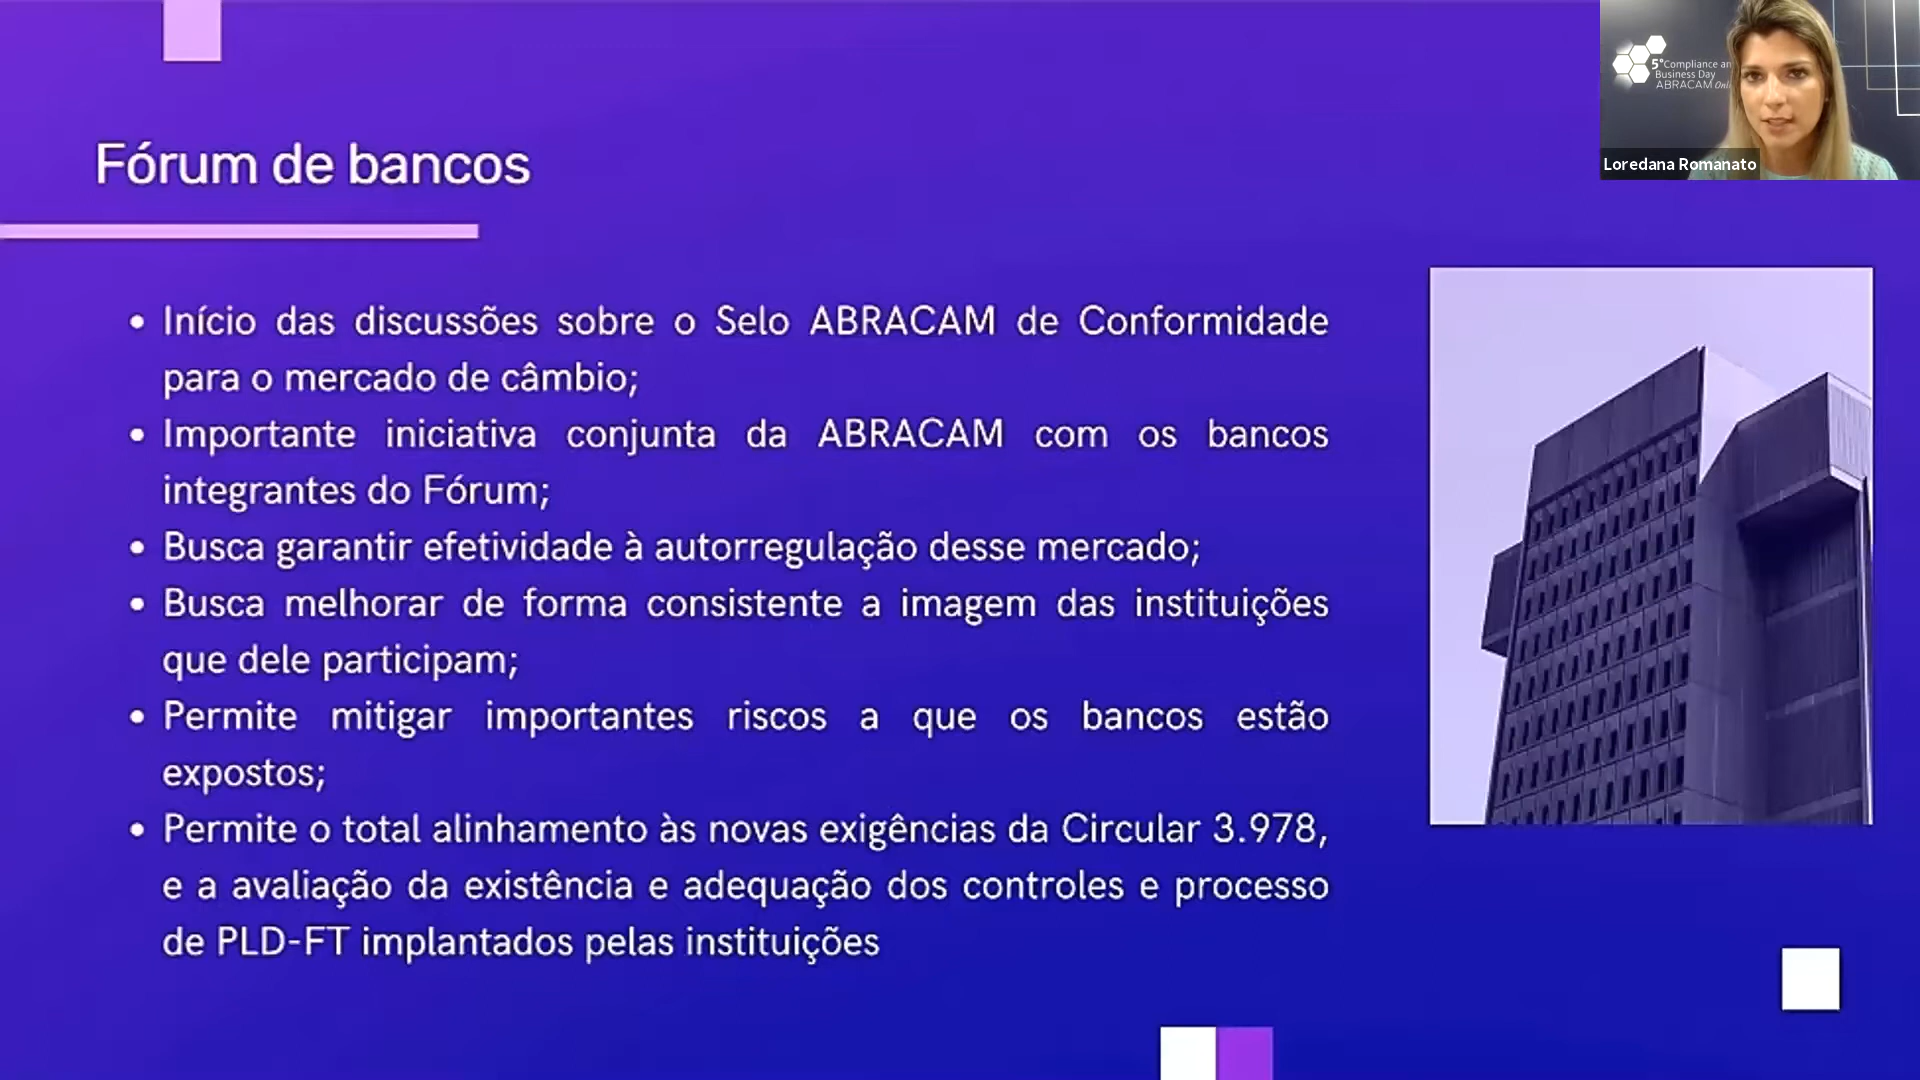 Fórum de bancos
• Início das discussões sobre o Selo ABRACAM de Conformidade
para o mercado de câmbio;
• Importante iniciativa conjunta da ABRACAM com os bancos
integrantes do Fórum;
• Busca garantir efetividade à autorregulação desse mercado;
• Busca melhorar de forma consistente a imagem das instituições
que dele participam;
• Permite mitigar importantes riscos a que os bancos estão
expostos;
• Permite o total alinhamento às novas exigências da Circular 3.978,
e a avaliação da existência e adequação dos controles e processo
de PLD-FT implantados pelas instituições
5º Compliance an
Business Day
ABRACAM Onl
Loredana Romanato